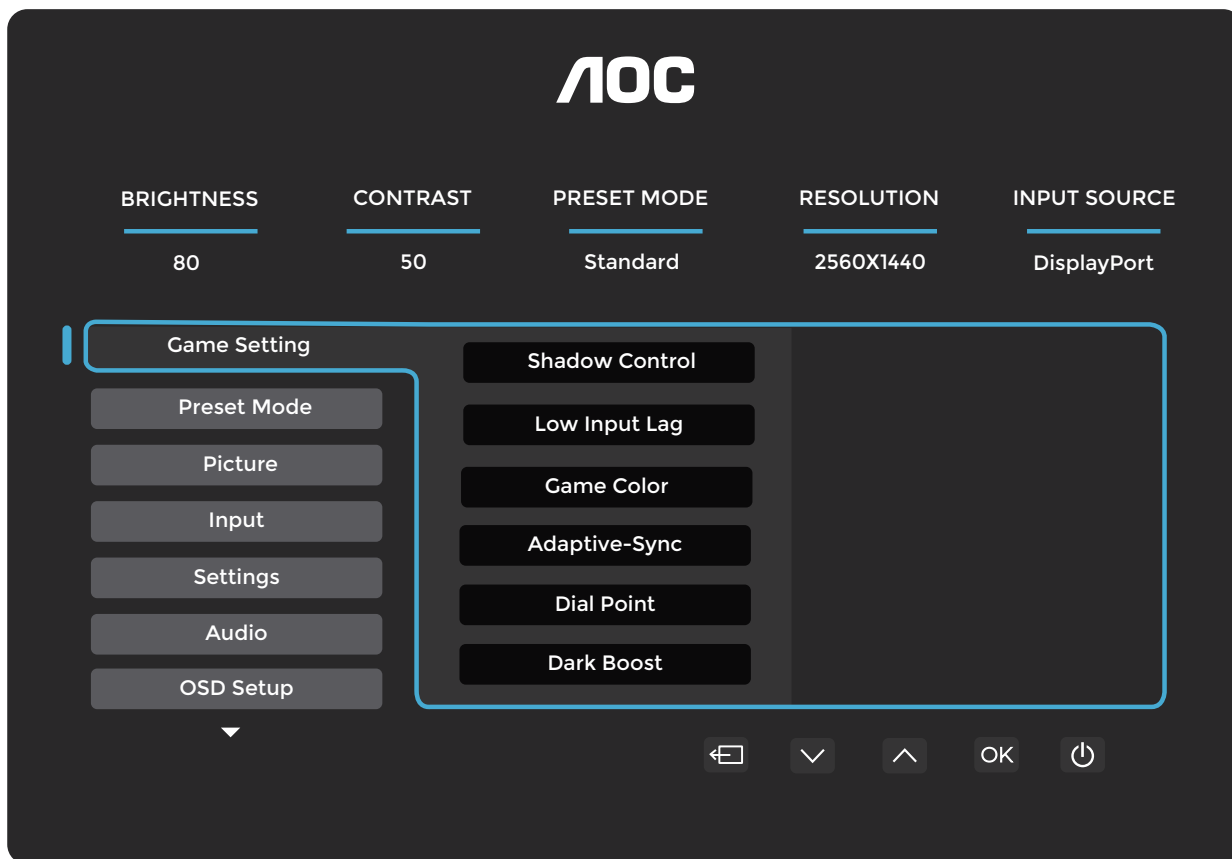 AOC
BRIGHTNESS CONTRAST PRESET MODE RESOLUTION INPUT SOURCE
80 50 Standard 2560X1440 DisplayPort
Game Setting
Preset Mode
Picture
Input
Settings
Audio
OSD Setup
Shadow Control
Low Input Lag
Game Color
Adaptive-Sync
Dial Point
Dark Boost
OK